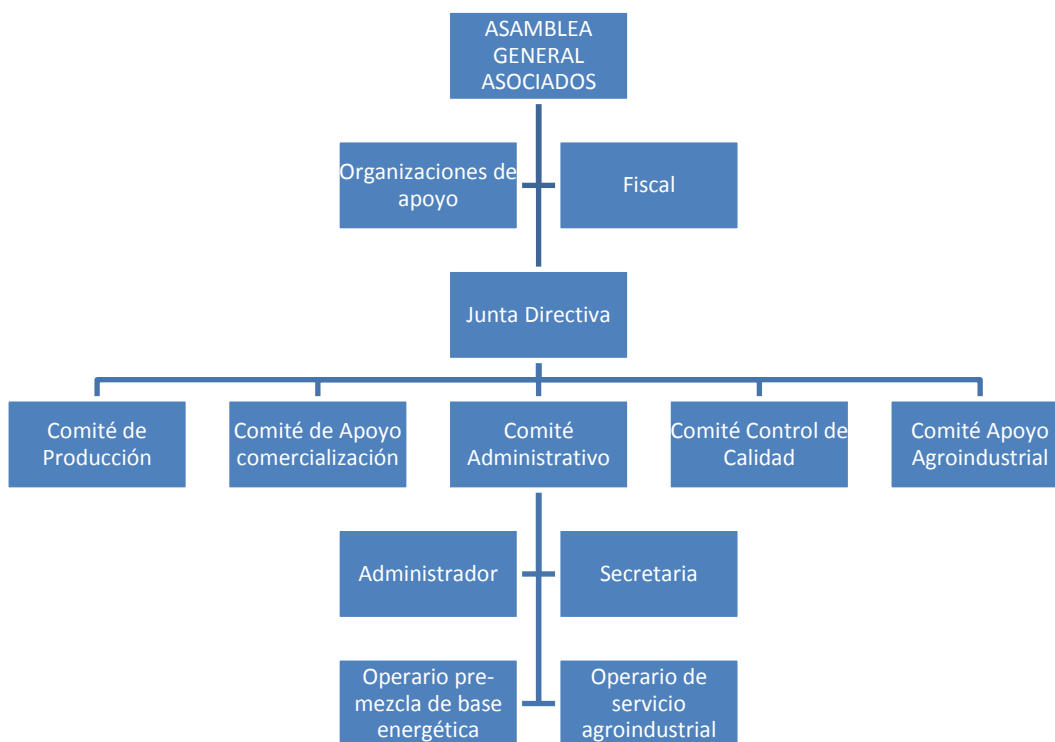 ASAMBLEA
GENERAL
ASOCIADOS
Organizaciones de
apoyo
Fiscal
Junta Directiva
Comité de
Producción
Comité de Apoyo
comercialización
Comité
Administrativo
Comité Control de
Calidad
Comité Apoyo
Agroindustrial
Administrador
Secretaria
Operario pre-
mezcla de base
energética
Operario de
servicio
agroindustrial